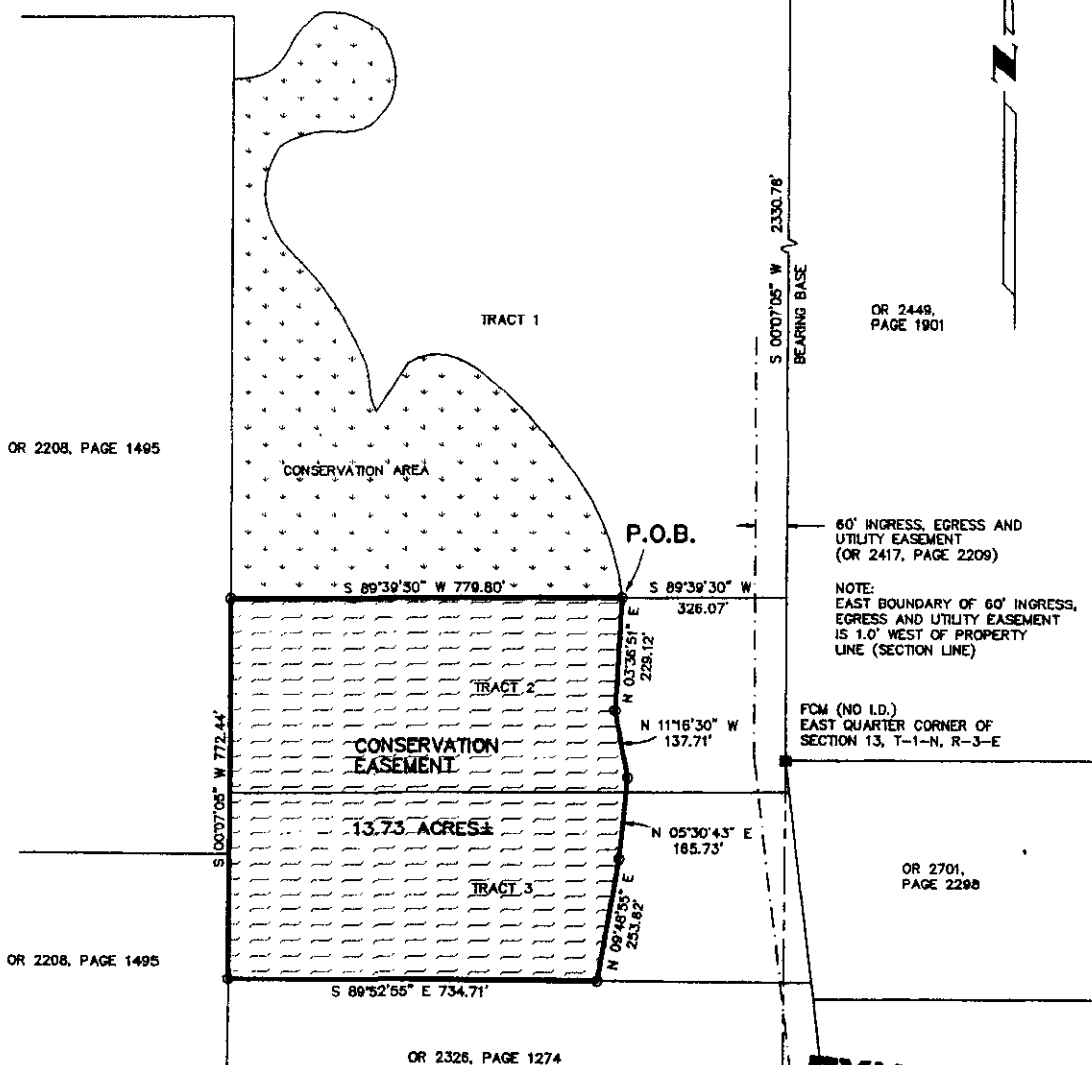 N
S 00°07'05" W 2330.78'
BEARING BASE
OR 2449,
PAGE 1901
TRACT 1
OR 2208, PAGE 1495
CONSERVATION AREA
P.O.B.
60' INGRESS, EGRESS AND
UTILITY EASEMENT
(OR 2417, PAGE 2209)
NOTE:
EAST BOUNDARY OF 60' INGRESS,
EGRESS AND UTILITY EASEMENT
IS 1.0' WEST OF PROPERTY
LINE (SECTION LINE)
S 89°39'30" W 779.80'
S 89°39'30" W
326.07'
N 03°36'51" E
229.12'
TRACT 2
N 11°16'30" W
137.71'
FCM (NO I.D.)
EAST QUARTER CORNER OF
SECTION 13, T-1-N, R-3-E
CONSERVATION
EASEMENT
S 00°07'05" W 772.44'
13.73 ACRES±
N 05°30'43" E
165.73'
TRACT 3
N 09°48'55" E
253.82'
OR 2701,
PAGE 2298
OR 2208, PAGE 1495
S 89°52'55" E 734.71'
OR 2326, PAGE 1274